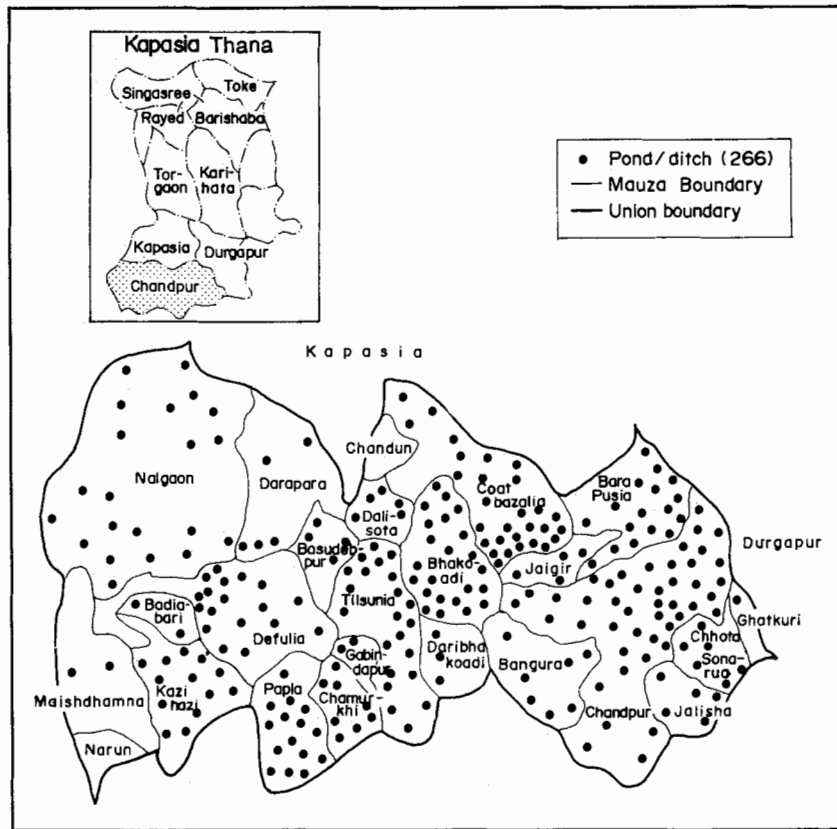 Kapasia Thana
Toke
Singasree
Rayed
Barishaba
Tor-
gaon
Kari-
hata
Kapasia
Durgapur
Chandpur
Pond/ditch (266)
Mauza Boundary
Union boundary
Kapasia
Chandun
Nalgaon
Darapara
Coat
bazalia
Bara
Pusia
Dali-
sota
Durgapur
Basudeb-
pur
Bhako-
adi
Jaigir
Tilsunia
Badia-
bari
Defulia
Ghatkuri
Chhota
Sona-
rua
Gabin-
dapur
Daribha
koadi
Bangura
Maishdhamna
Kazi
hazi
Papla
Chamur-
khi
Chandpur
Jalisha
Narun